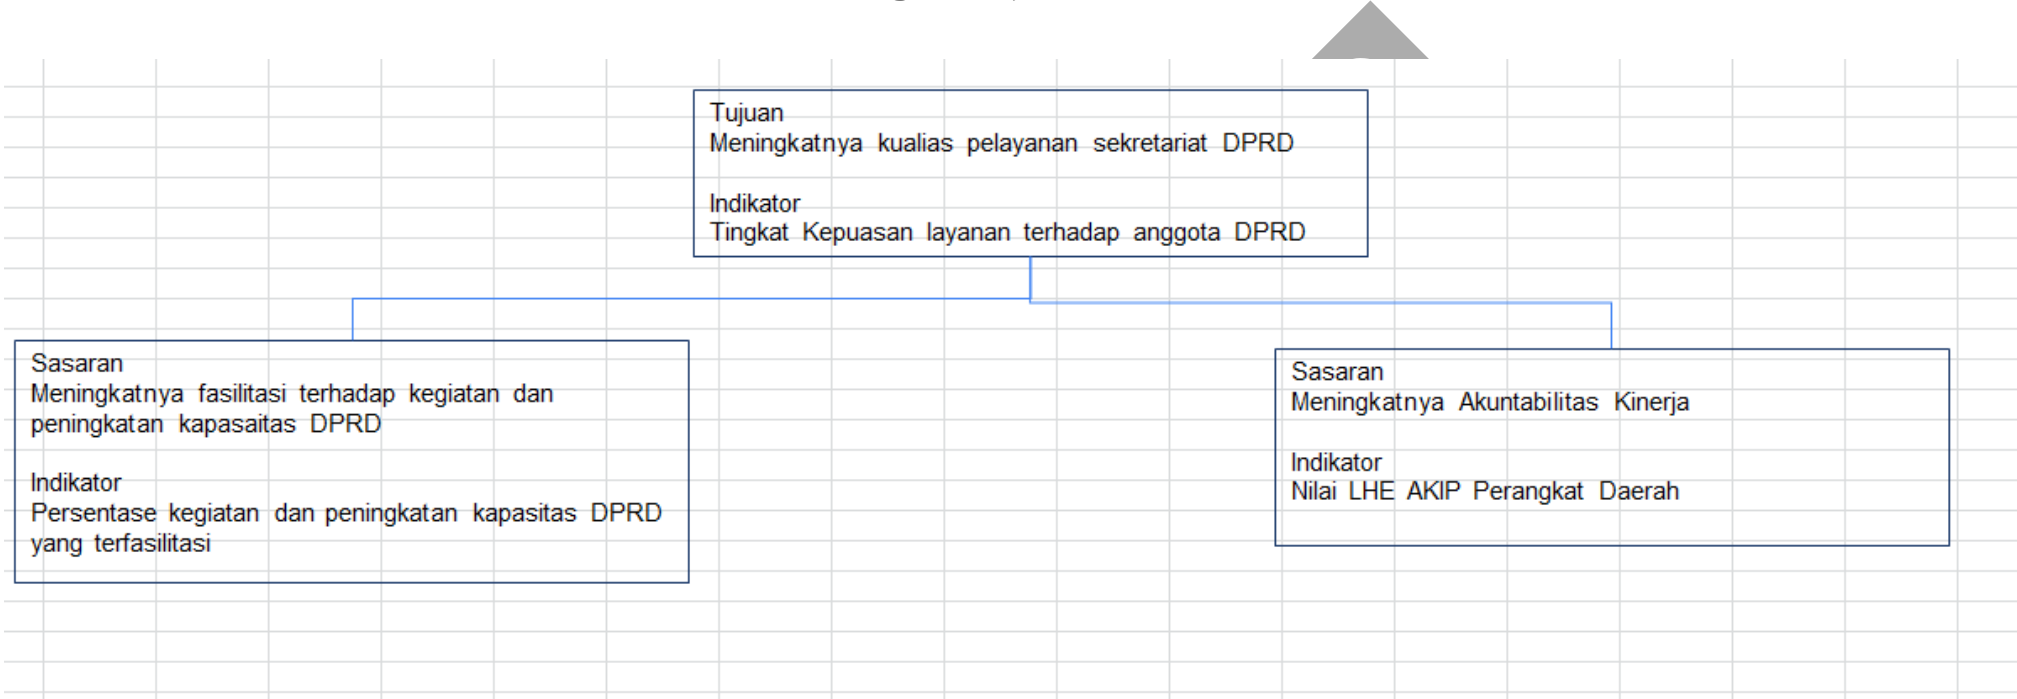 Tujuan
Meningkatnya kualias pelayanan sekretariat DPRD
Indikator
Tingkat Kepuasan layanan terhadap anggota DPRD
Sasaran
Meningkatnya fasilitasi terhadap kegiatan dan
peningkatan kapasaitas DPRD
Indikator
Persentase kegiatan dan peningkatan kapasitas DPRD
yang terfasilitasi
Sasaran
Meningkatnya Akuntabilitas Kinerja
Indikator
Nilai LHE AKIP Perangkat Daerah